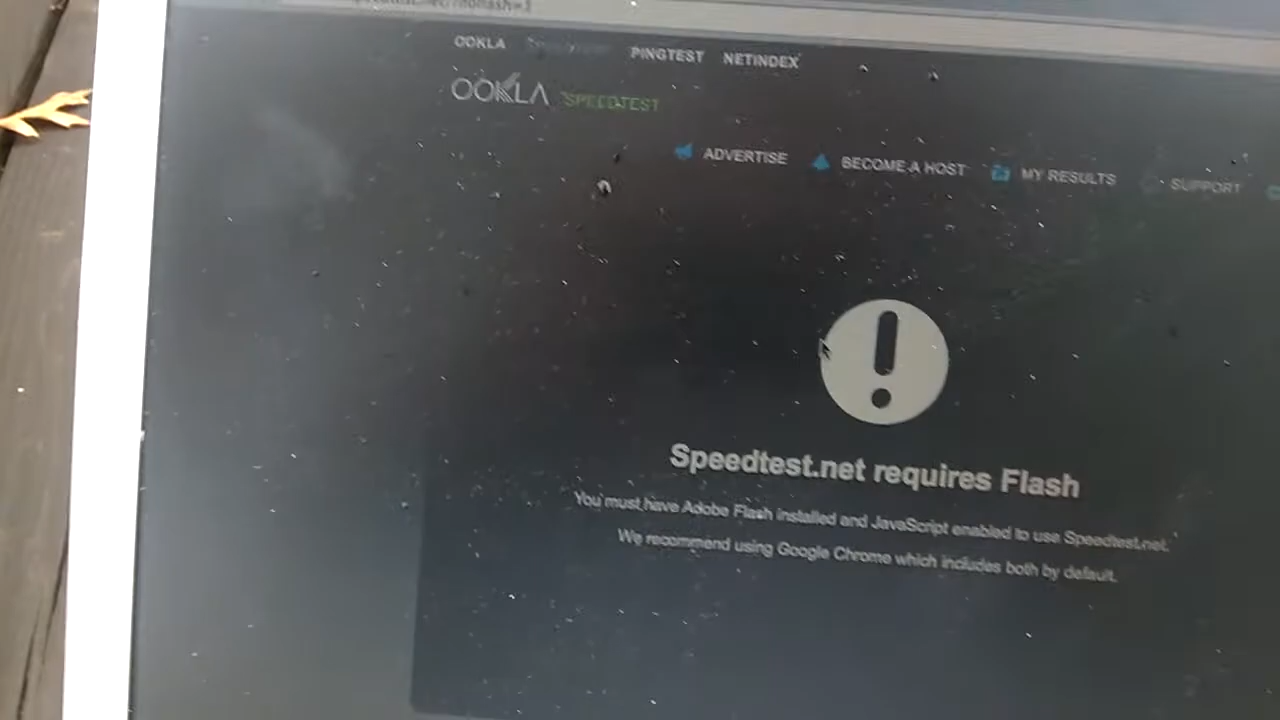 OOKLA PINGTEST NETINDEX
OOKLA SPEEDTEST
ADVERTISE BECOME A HOST MY RESULTS SUPPORT
Speedtest.net requires Flash
You must have Adobe Flash installed and JavaScript enabled to use Speedtest.net.
We recommend using Google Chrome which includes both by default.